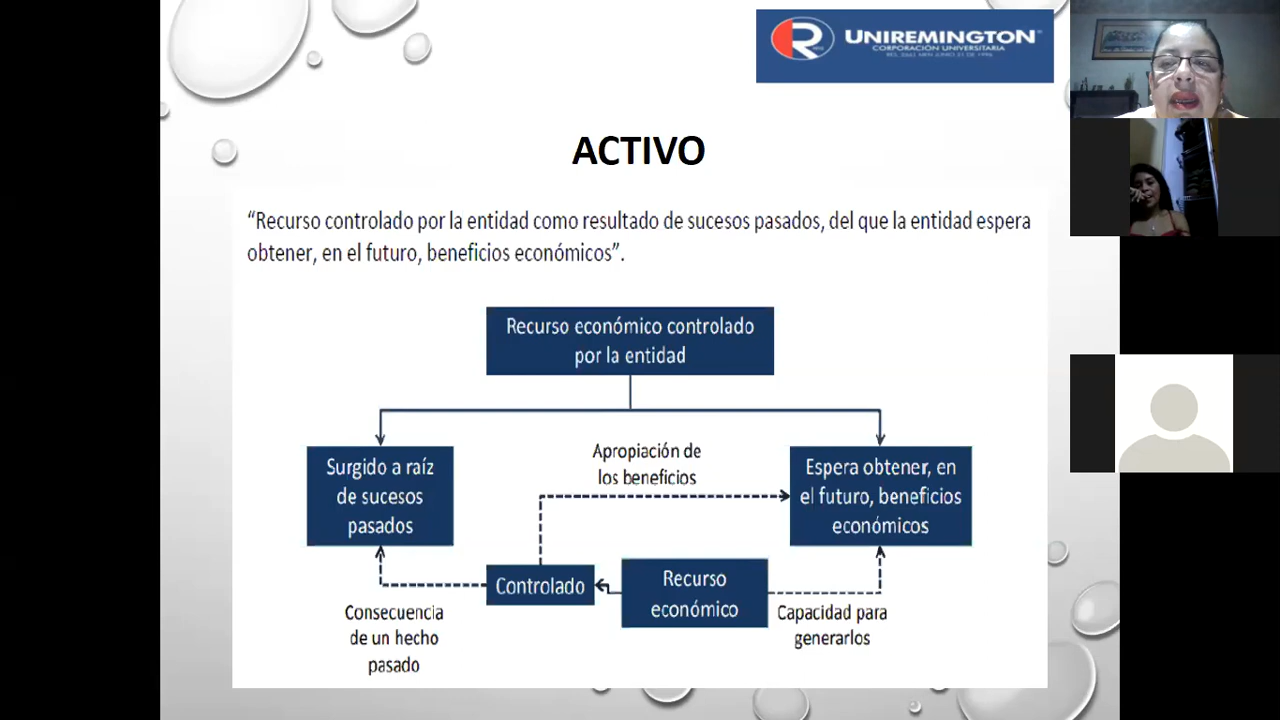 UNIREMINGTON
CORPORACIÓN UNIVERSITARIA
ACTIVO
“Recurso controlado por la entidad como resultado de sucesos pasados, del que la entidad espera
obtener, en el futuro, beneficios económicos”.
Recurso económico controlado
por la entidad
Surgido a raíz
de sucesos
pasados
Apropiación de
los beneficios
Espera obtener, en
el futuro, beneficios
económicos
Controlado
Recurso
económico
Consecuencia
de un hecho
pasado
Capacidad para
generarlos